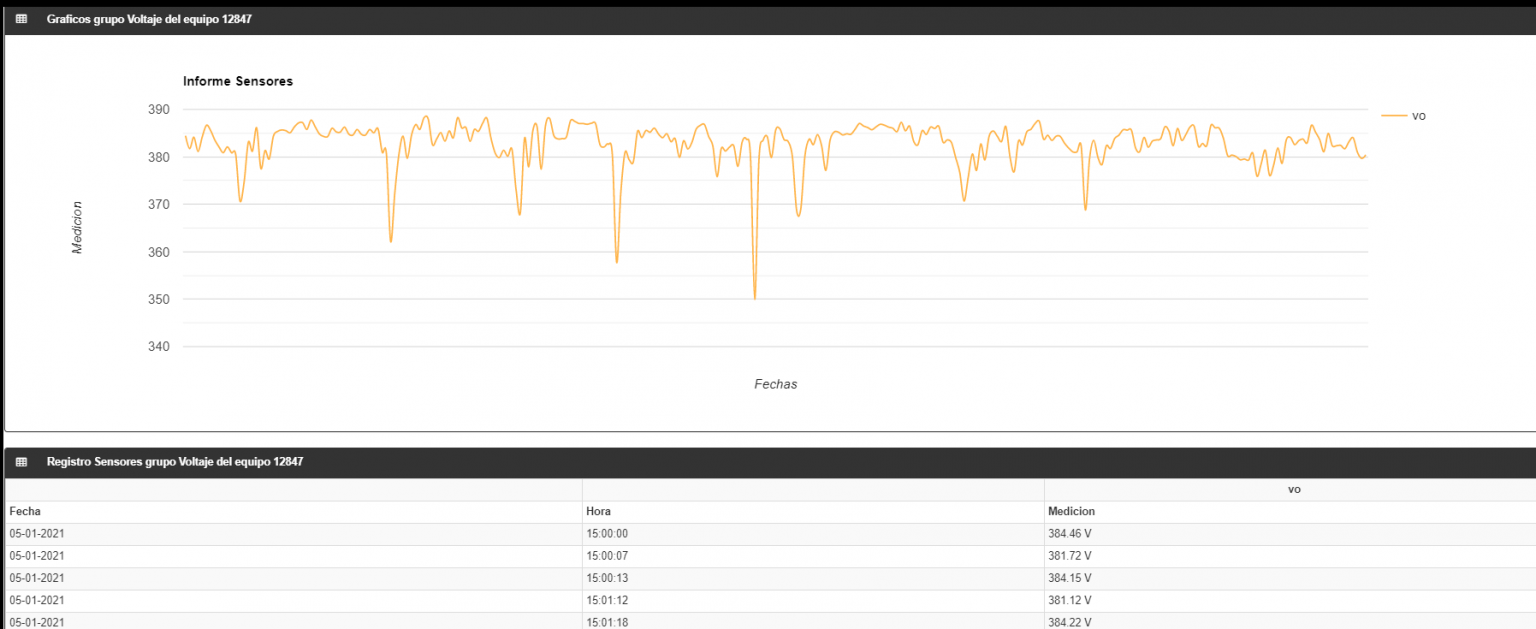 Graficos grupo Voltaje del equipo 12847
Informe Sensores
390
380
370
360
350
340
Medicion
Fechas
vo
Registro Sensores grupo Voltaje del equipo 12847
vo
Fecha Hora Medicion
05-01-2021 15:00:00 384.46 V
05-01-2021 15:00:07 381.72 V
05-01-2021 15:00:13 384.15 V
05-01-2021 15:01:12 381.12 V
05-01-2021 15:01:18 384.22 V